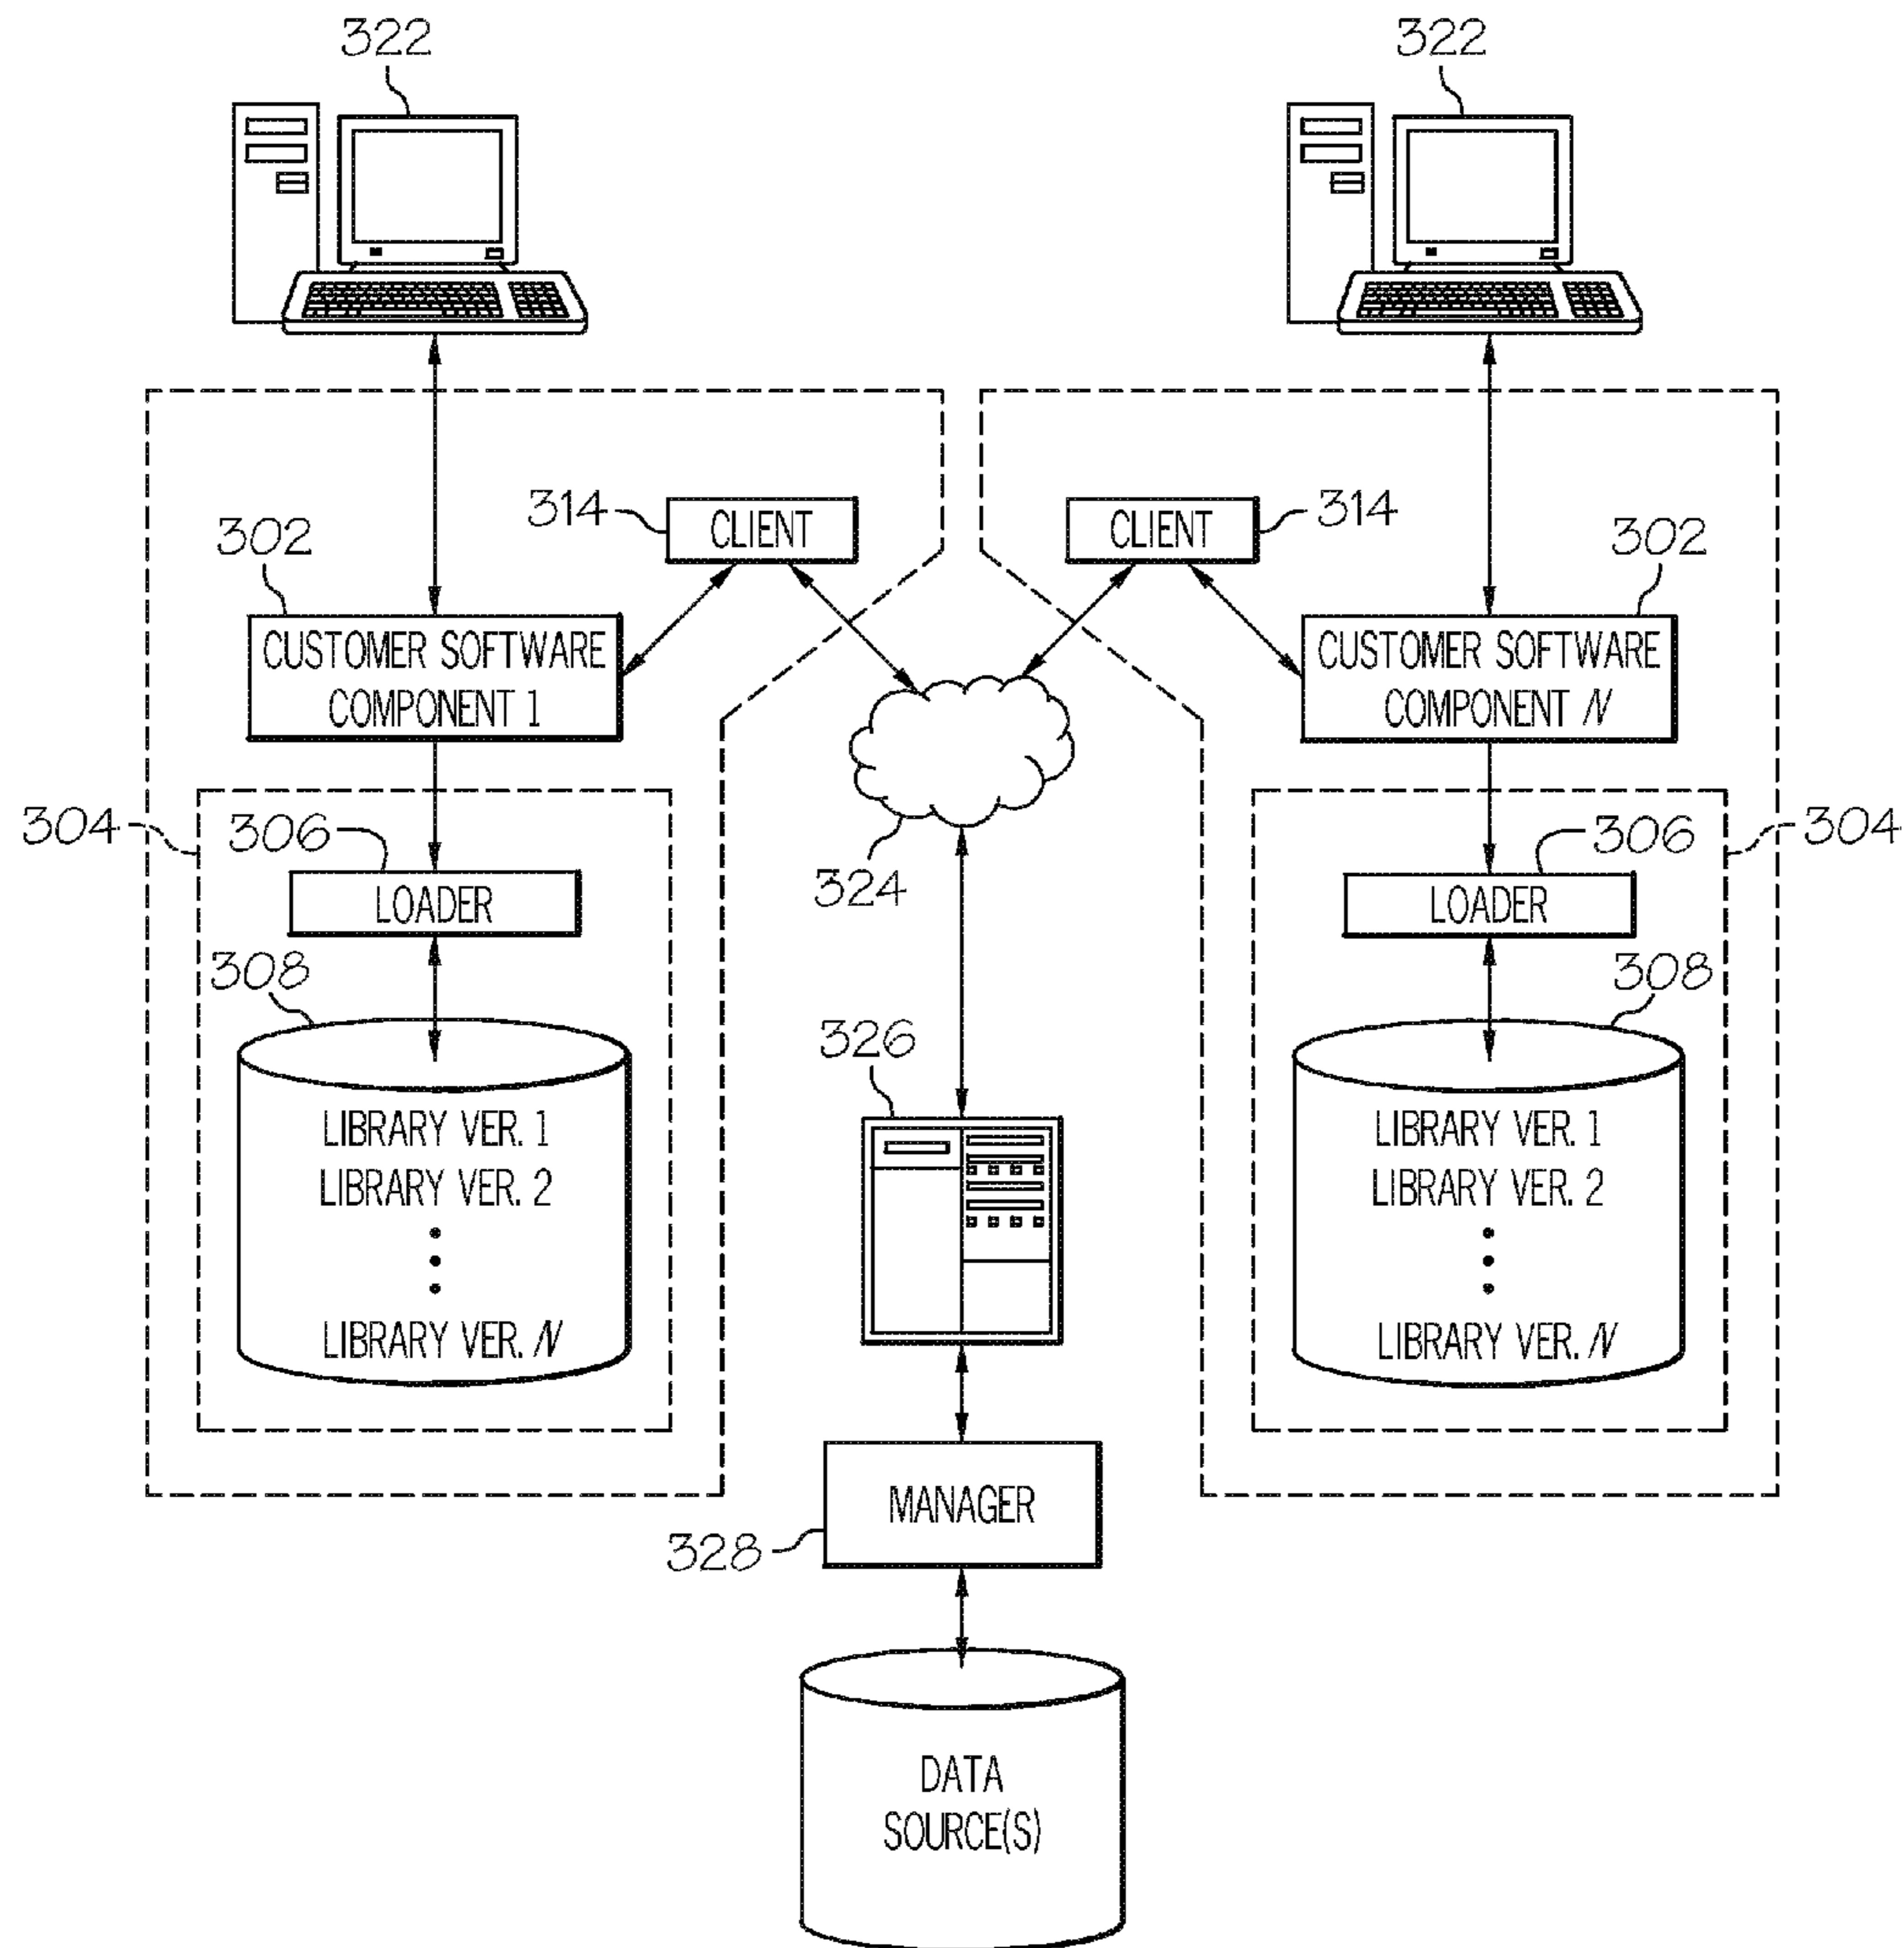 322
322
314
CLIENT
CLIENT
314
302
302
CUSTOMER SOFTWARE
COMPONENT 1
CUSTOMER SOFTWARE
COMPONENT N
304
306
324
306
304
LOADER
LOADER
308
308
326
LIBRARY VER. 1
LIBRARY VER. 2
LIBRARY VER. N
LIBRARY VER. 1
LIBRARY VER. 2
LIBRARY VER. N
MANAGER
328
DATA
SOURCE(S)